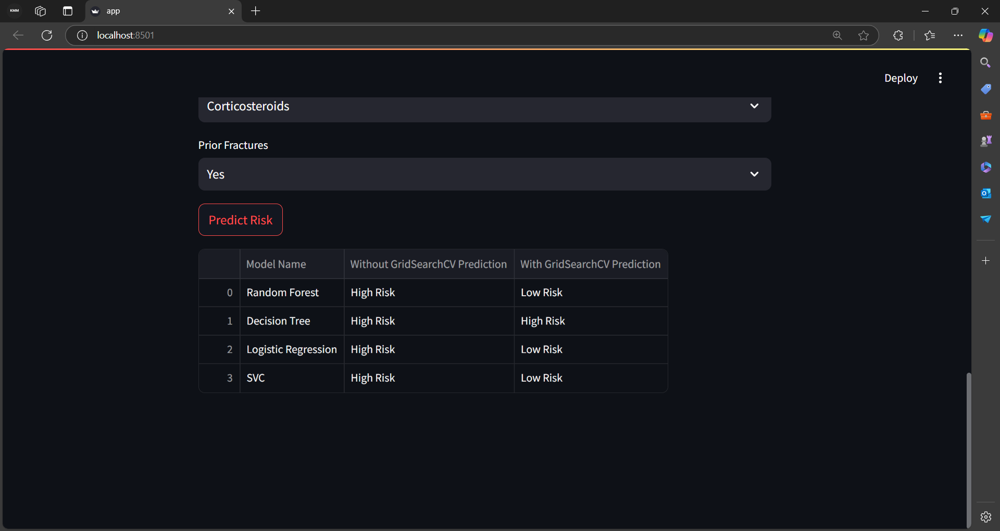 KMM
app
localhost:8501
Deploy
Corticosteroids
Prior Fractures
Yes
Predict Risk
Model Name Without GridSearchCV Prediction With GridSearchCV Prediction
0 Random Forest High Risk Low Risk
1 Decision Tree High Risk High Risk
2 Logistic Regression High Risk Low Risk
3 SVC High Risk Low Risk